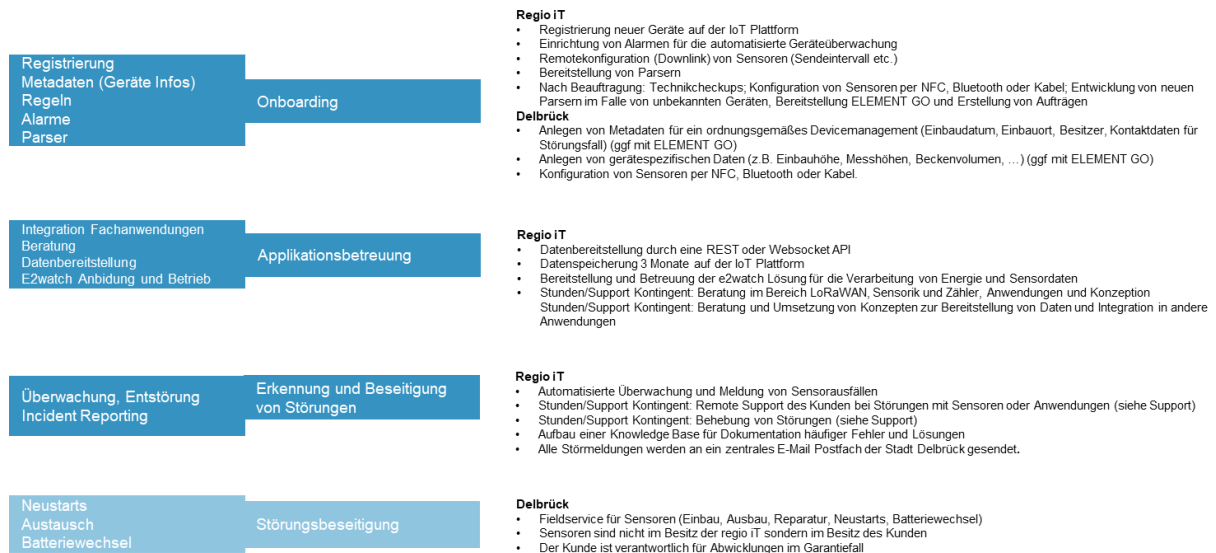 Registrierung
Metadaten (Geräte Infos)
Regeln
Alarme
Parser
Onboarding
Regio iT
• Registrierung neuer Geräte auf der IoT Plattform
• Einrichtung von Alarmen für die automatisierte Geräteüberwachung
• Remotekonfiguration (Downlink) von Sensoren (Sendeintervall etc.)
• Bereitstellung von Parsern
• Nach Beauftragung: Technikcheckups; Konfiguration von Sensoren per NFC, Bluetooth oder Kabel; Entwicklung von neuen
Parsern im Falle von unbekannten Geräten, Bereitstellung ELEMENT GO und Erstellung von Aufträgen
Delbrück
• Anlegen von Metadaten für ein ordnungsgemäßes Devicemanagement (Einbaudatum, Einbauort, Besitzer, Kontaktdaten für
Störungsfall) (ggf mit ELEMENT GO)
• Anlegen von gerätespezifischen Daten (z.B. Einbauhöhe, Messhöhen, Beckenvolumen, …) (ggf mit ELEMENT GO)
• Konfiguration von Sensoren per NFC, Bluetooth oder Kabel.
Integration Fachanwendungen
Beratung
Datenbereitstellung
E2watch Anbidung und Betrieb
Applikationsbetreuung
Regio iT
• Datenbereitstellung durch eine REST oder Websocket API
• Datenspeicherung 3 Monate auf der IoT Plattform
• Bereitstellung und Betreuung der e2watch Lösung für die Verarbeitung von Energie und Sensordaten
• Stunden/Support Kontingent: Beratung im Bereich LoRaWAN, Sensorik und Zähler, Anwendungen und Konzeption
Stunden/Support Kontingent: Beratung und Umsetzung von Konzepten zur Bereitstellung von Daten und Integration in andere
Anwendungen
Überwachung, Entstörung
Incident Reporting
Erkennung und Beseitigung
von Störungen
Regio iT
• Automatisierte Überwachung und Meldung von Sensorausfällen
• Stunden/Support Kontingent: Remote Support des Kunden bei Störungen mit Sensoren oder Anwendungen (siehe Support)
• Stunden/Support Kontingent: Behebung von Störungen (siehe Support)
• Aufbau einer Knowledge Base für Dokumentation häufiger Fehler und Lösungen
• Alle Störmeldungen werden an ein zentrales E-Mail Postfach der Stadt Delbrück gesendet.
Neustarts
Austausch
Batteriewechsel
Störungsbeseitigung
Delbrück
• Fieldservice für Sensoren (Einbau, Ausbau, Reparatur, Neustarts, Batteriewechsel)
• Sensoren sind nicht im Besitz der regio iT sondern im Besitz des Kunden
• Der Kunde ist verantwortlich für Abwicklungen im Garantiefall